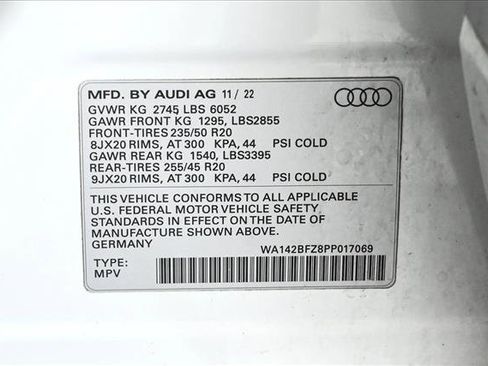 MFD. BY AUDI AG 11 / 22
GVWR KG 2745 LBS 6052
GAWR FRONT KG 1295, LBS2855
FRONT-TIRES 235/50 R20
8JX20 RIMS, AT 300 KPA, 44 PSI COLD
GAWR REAR KG 1540, LBS3395
REAR-TIRES 255/45 R20
9JX20 RIMS, AT 300 KPA, 44 PSI COLD
THIS VEHICLE CONFORMS TO ALL APPLICABLE
U.S. FEDERAL MOTOR VEHICLE SAFETY
STANDARDS IN EFFECT ON THE DATE OF
MANUFACTURE SHOWN ABOVE.
GERMANY WA142BFZ8PP017069
TYPE:
MPV